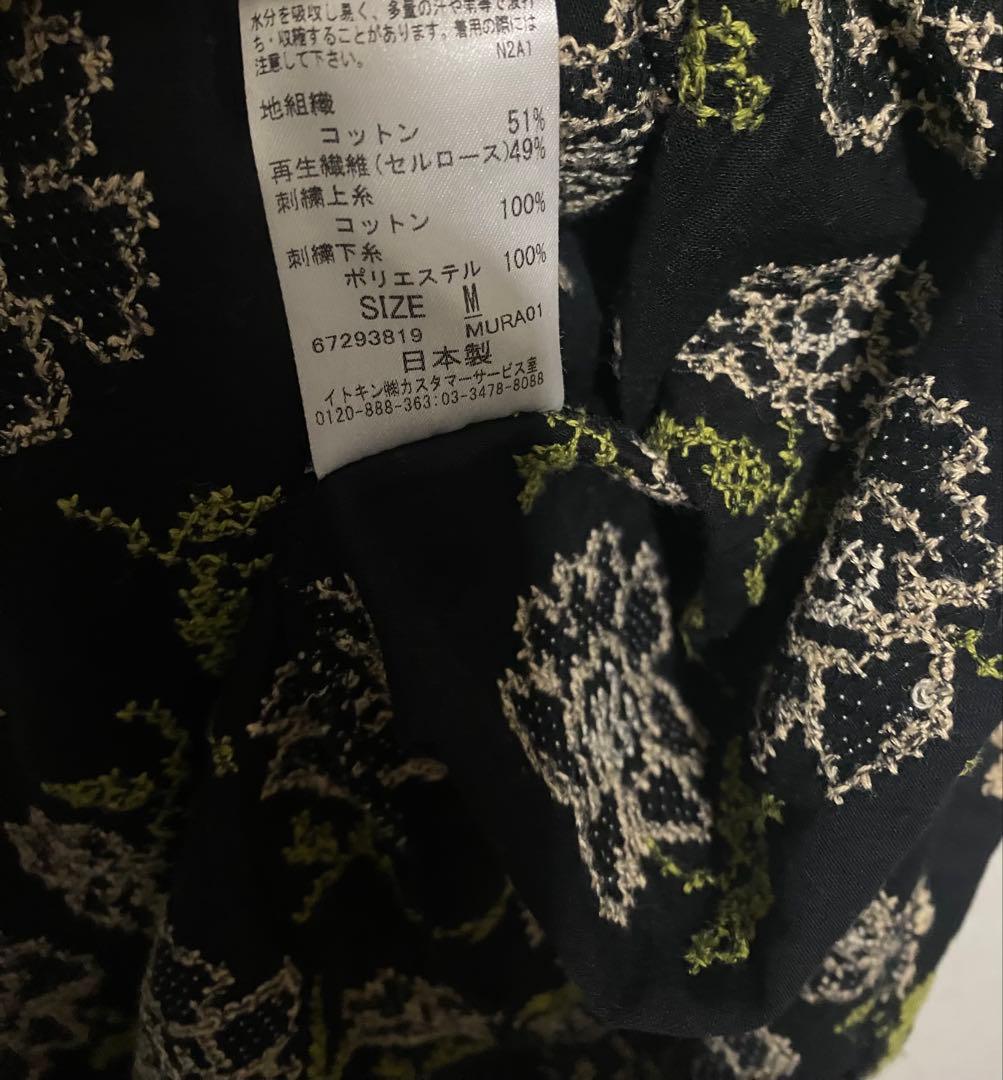 水分を吸収し易く、多量の汗や雨等で波打
ち・収縮することがあります。着用の際には
注意して下さい。 N2A1
地組織
コットン 51%
再生繊維(セルロース)49%
刺繍上糸
コットン 100%
刺繍下糸
ポリエステル 100%
SIZE M
67293819 MURA01
日本製
イトキン㈱カスタマーサービス室
0120-888-363:03-3478-8088